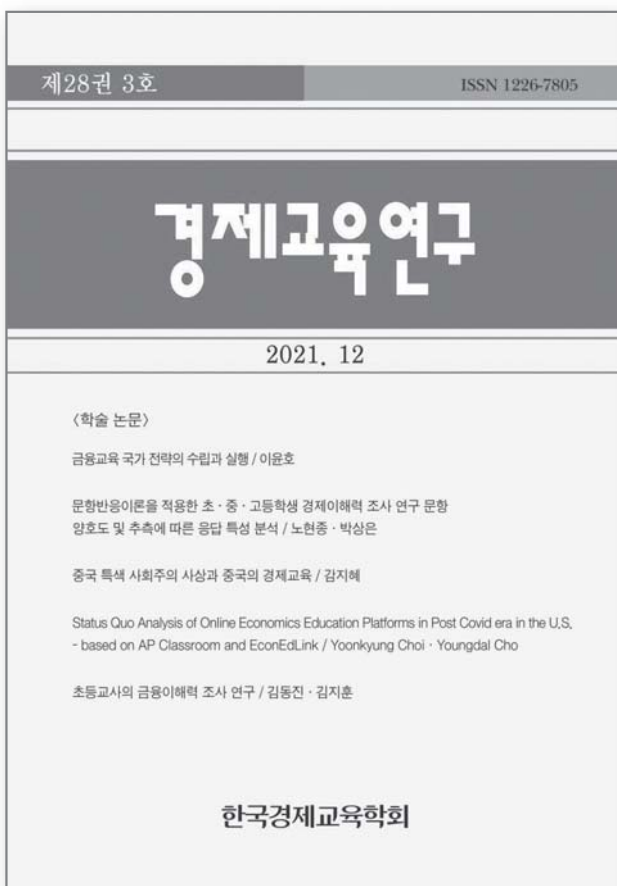 제28권 3호
ISSN 1226-7805
경제교육연구
2021. 12
〈학술 논문〉
금융교육 국가 전략의 수립과 실행 / 이윤호
문항반응이론을 적용한 초・중・고등학생 경제이해력 조사 연구 문항
양호도 및 추측에 따른 응답 특성 분석 / 노현종・박상은
중국 특색 사회주의 사상과 중국의 경제교육 / 감지혜
Status Quo Analysis of Online Economics Education Platforms in Post Covid era in the U.S.
- based on AP Classroom and EconEdLink / Yoonkyung Choi · Youngdal Cho
초등교사의 금융이해력 조사 연구 / 김동진・김지훈
한국경제교육학회